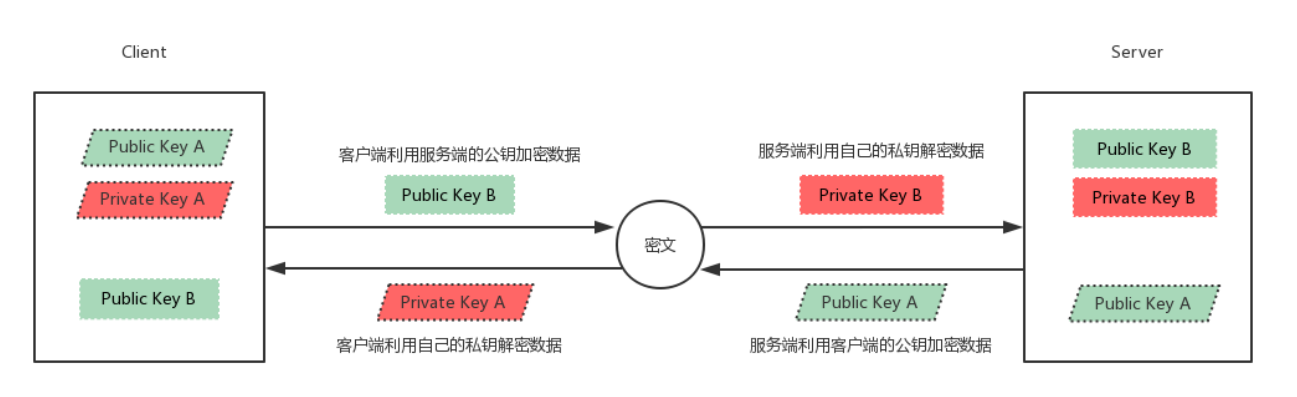 Client
Server
Public Key A
Private Key A
Public Key B
客户端利用服务端的公钥加密数据
Public Key B
密文
服务端利用自己的私钥解密数据
Private Key B
Private Key A
客户端利用自己的私钥解密数据
Public Key A
服务端利用客户端的公钥加密数据
Public Key B
Private Key B
Public Key A